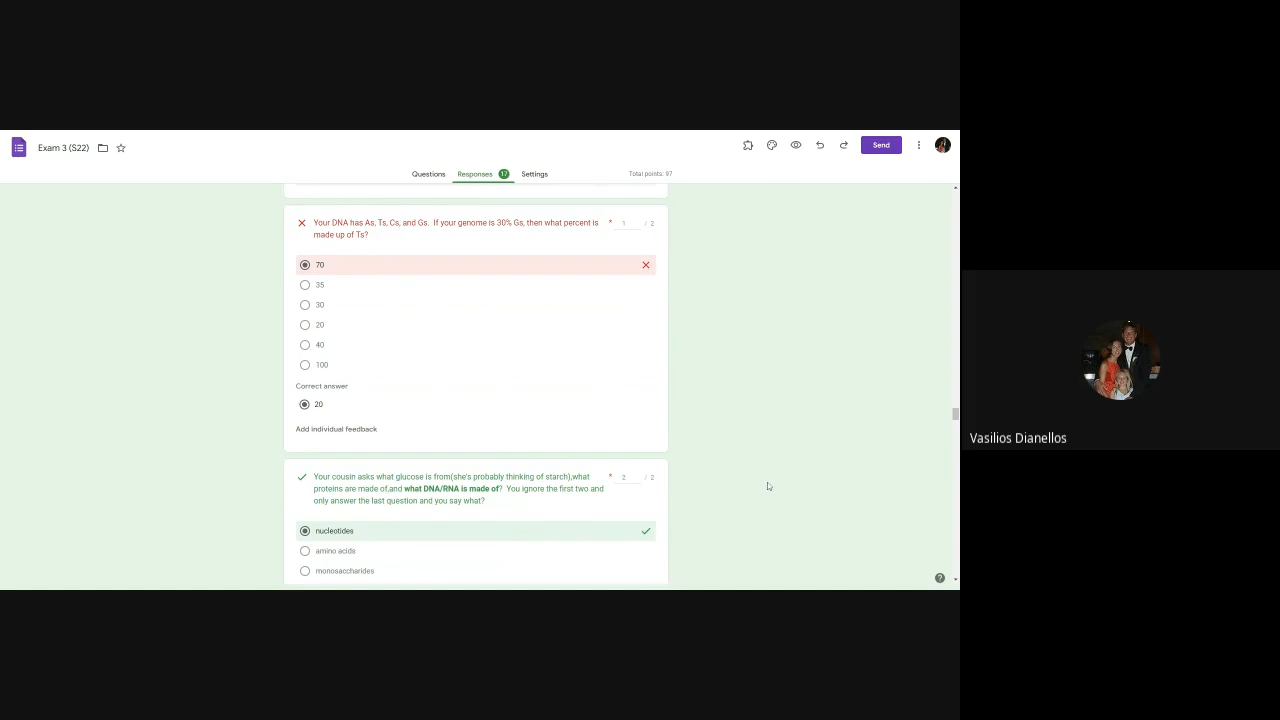 Exam 3 (S22)
Send
Questions
Responses 17
Settings
Total points: 97
Your DNA has As, Ts, Cs, and Gs. If your genome is 30% Gs, then what percent is * 1 / 2
made up of Ts?
70
35
30
20
40
100
Correct answer
20
Add individual feedback
Your cousin asks what glucose is from(she's probably thinking of starch),what * 2 / 2
proteins are made of,and what DNA/RNA is made of? You ignore the first two and
only answer the last question and you say what?
nucleotides
amino acids
monosaccharides
Vasilios Dianellos